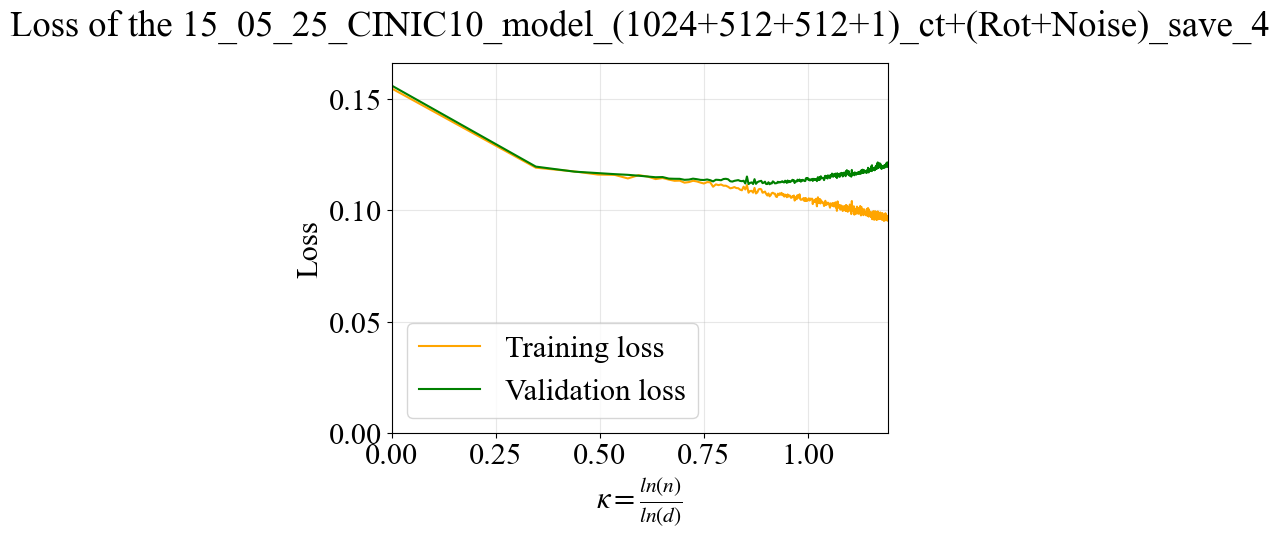 Loss of the 15_05_25_CINIC10_model_(1024+512+512+1)_ct+(Rot+Noise)_save_4
0.15
0.10
0.05
0.00
Loss
Training loss
Validation loss
0.00 0.25 0.50 0.75 1.00
κ = ln(n)/ln(d)